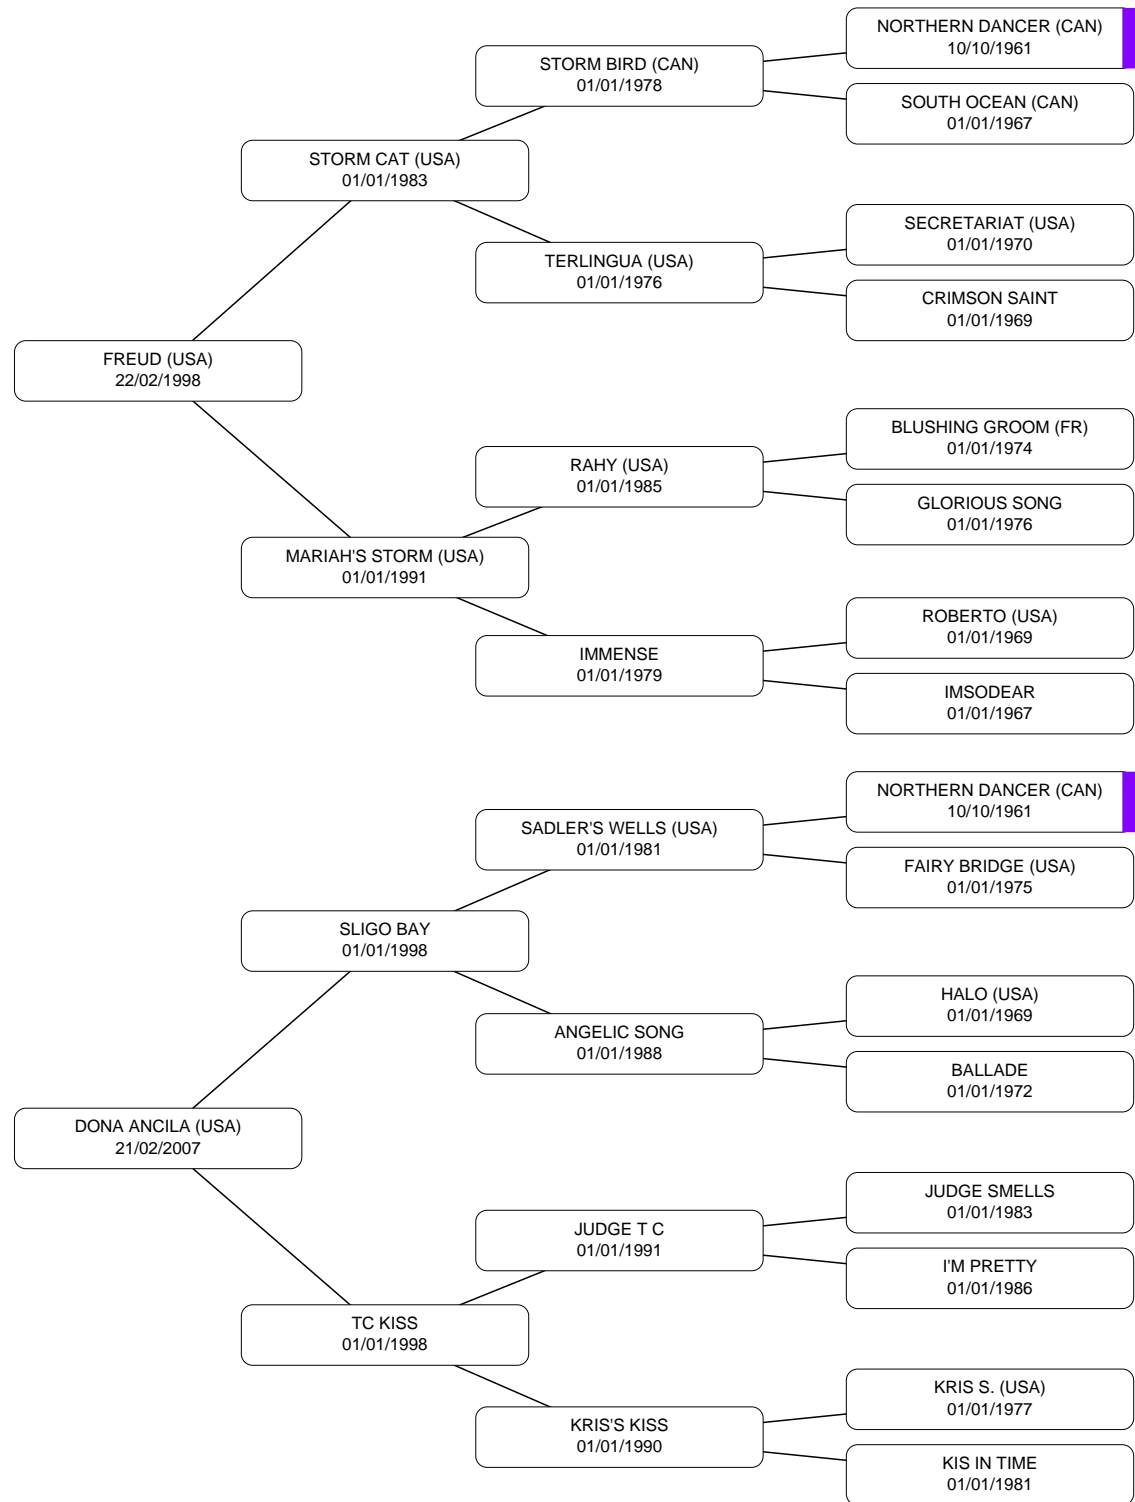 NORTHERN DANCER (CAN)
10/10/1961
STORM BIRD (CAN)
01/01/1978
SOUTH OCEAN (CAN)
01/01/1967
STORM CAT (USA)
01/01/1983
SECRETARIAT (USA)
01/01/1970
TERLINGUA (USA)
01/01/1976
CRIMSON SAINT
01/01/1969
FREUD (USA)
22/02/1998
BLUSHING GROOM (FR)
01/01/1974
RAHY (USA)
01/01/1985
GLORIOUS SONG
01/01/1976
MARIAH'S STORM (USA)
01/01/1991
ROBERTO (USA)
01/01/1969
IMMENSE
01/01/1979
IMSODEAR
01/01/1967
NORTHERN DANCER (CAN)
10/10/1961
SADLER'S WELLS (USA)
01/01/1981
FAIRY BRIDGE (USA)
01/01/1975
SLIGO BAY
01/01/1998
HALO (USA)
01/01/1969
ANGELIC SONG
01/01/1988
BALLADE
01/01/1972
DONA ANCILA (USA)
21/02/2007
JUDGE SMELLS
01/01/1983
JUDGE T C
01/01/1991
I'M PRETTY
01/01/1986
TC KISS
01/01/1998
KRIS S. (USA)
01/01/1977
KRIS'S KISS
01/01/1990
KIS IN TIME
01/01/1981